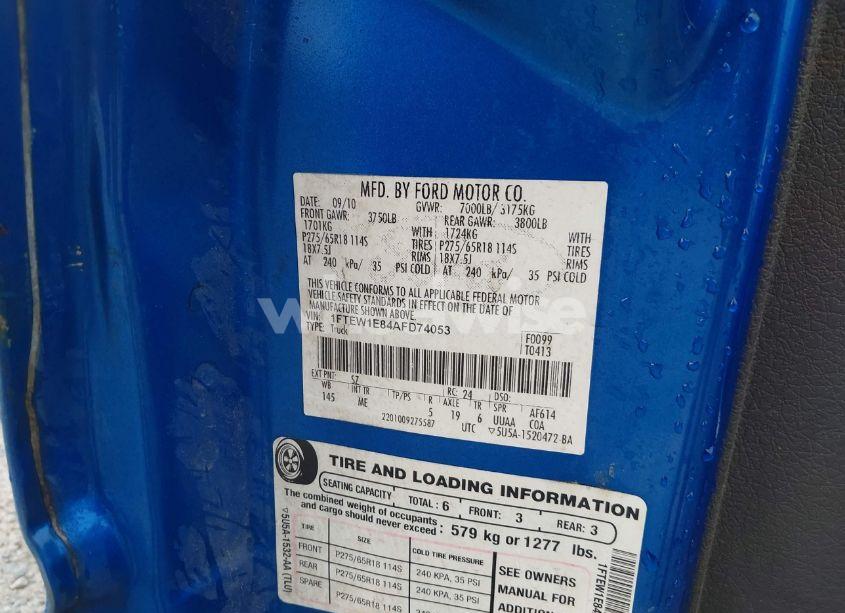 MFD. BY FORD MOTOR CO.
DATE: 09/10 GVWR: 7000LB/ 3175KG
FRONT GAWR: 3750LB REAR GAWR: 3800LB
1701KG WITH 1724KG WITH
P275/65R18 114S TIRES P275/65R18 114S TIRES
18X7.5J RIMS 18X7.5J RIMS
AT 240 kPa/ 35 PSI COLD AT 240 kPa/ 35 PSI COLD
THIS VEHICLE CONFORMS TO ALL APPLICABLE FEDERAL MOTOR
VEHICLE SAFETY STANDARDS IN EFFECT ON THE DATE OF
MANUFACTURE SHOWN ABOVE.
VIN: 1FTEW1E84AFD74053
TYPE: Truck
F0099
T0413
EXT PNT: SZ RC: 24 DSO:
WB INT TR TP/PS R AXLE TR SPR AF614
145 ME 5 19 6 UUAA COA
2201009275587 UTC ▽5U5A-1520472-BA
TIRE AND LOADING INFORMATION
SEATING CAPACITY TOTAL: 6 FRONT: 3 REAR: 3
The combined weight of occupants
and cargo should never exceed: 579 kg or 1277 lbs.
TIRE SIZE COLD TIRE PRESSURE
FRONT P275/65R18 114S 240 KPA, 35 PSI
REAR P275/65R18 114S 240 KPA, 35 PSI
SPARE P275/65R18 114S 240 KPA, 35 PSI
SEE OWNERS
MANUAL FOR
ADDITIONAL
▽5U5A-1532-AA (TLU)
1FTEW1E84